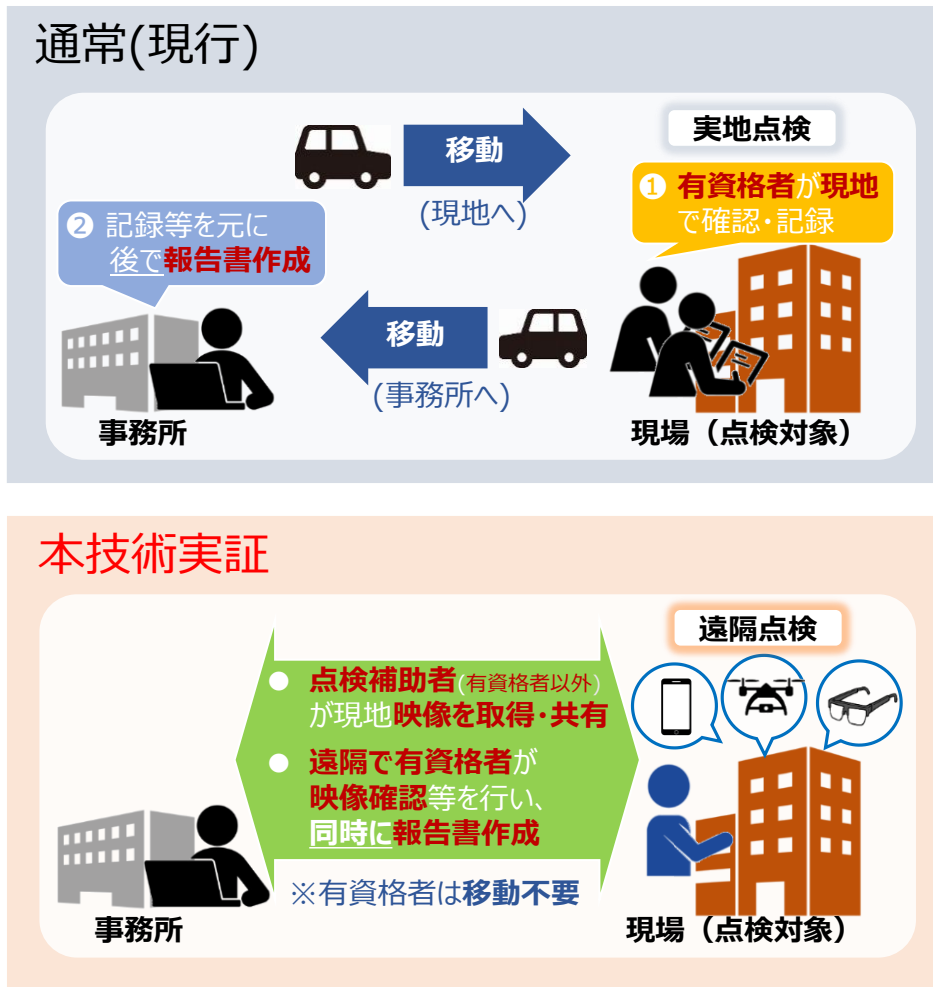 通常(現行)
実地点検
移動
(現地へ)
❶ 有資格者が現地
で確認・記録
❷ 記録等を元に
後で報告書作成
移動
(事務所へ)
事務所
現場（点検対象）
本技術実証
遠隔点検
● 点検補助者(有資格者以外)
が現地映像を取得・共有
● 遠隔で有資格者が
映像確認等を行い、
同時に報告書作成
※有資格者は移動不要
事務所
現場（点検対象）